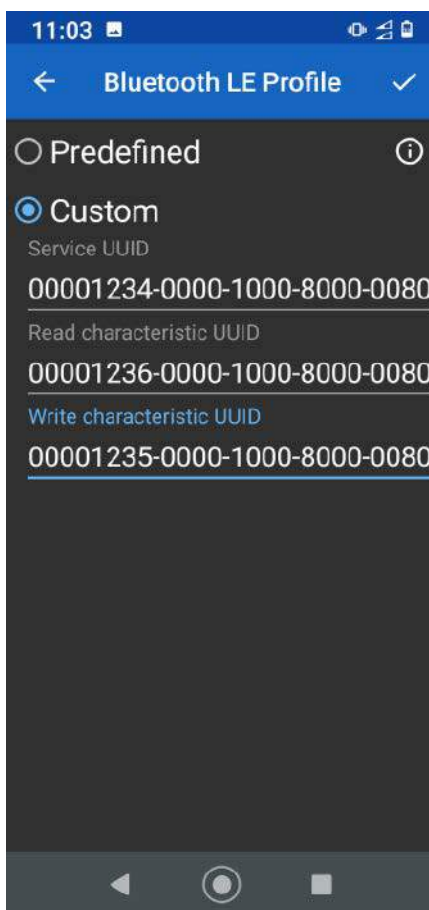 11:03
Bluetooth LE Profile
Predefined
Custom
Service UUID
00001234-0000-1000-8000-0080
Read characteristic UUID
00001236-0000-1000-8000-0080
Write characteristic UUID
00001235-0000-1000-8000-0080